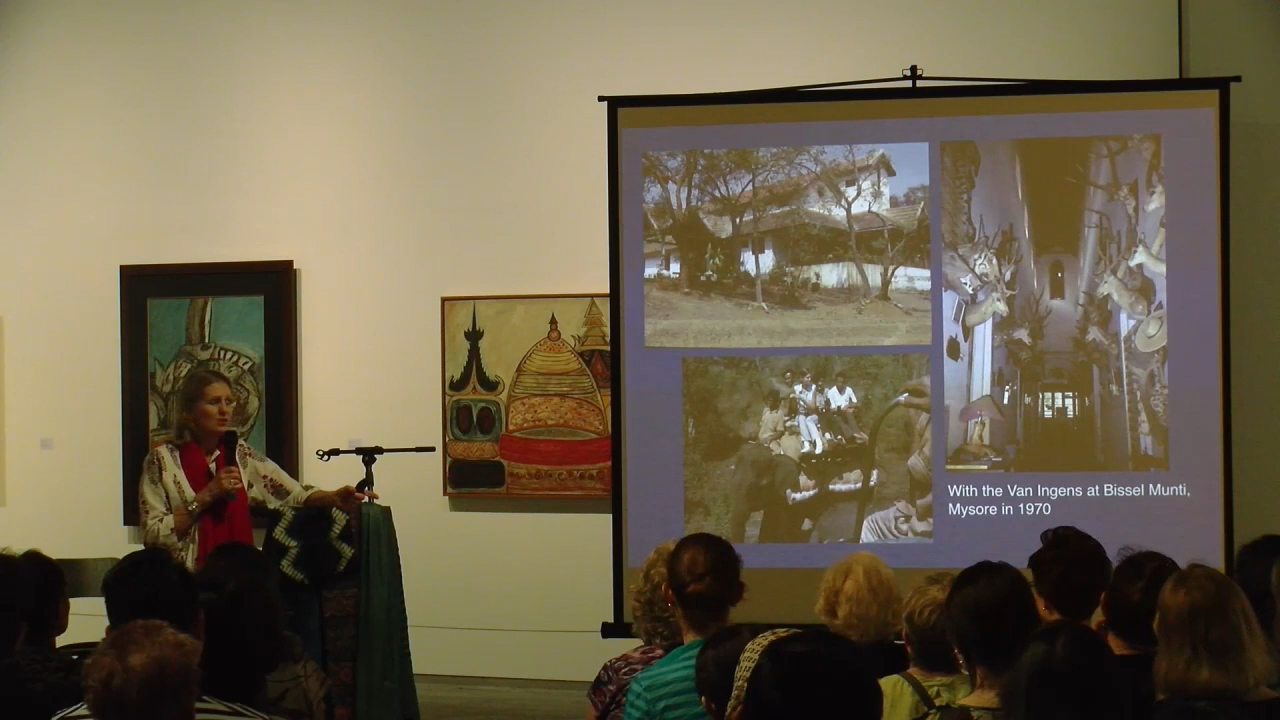 With the Van Ingens at Bissel Munti,
Mysore in 1970